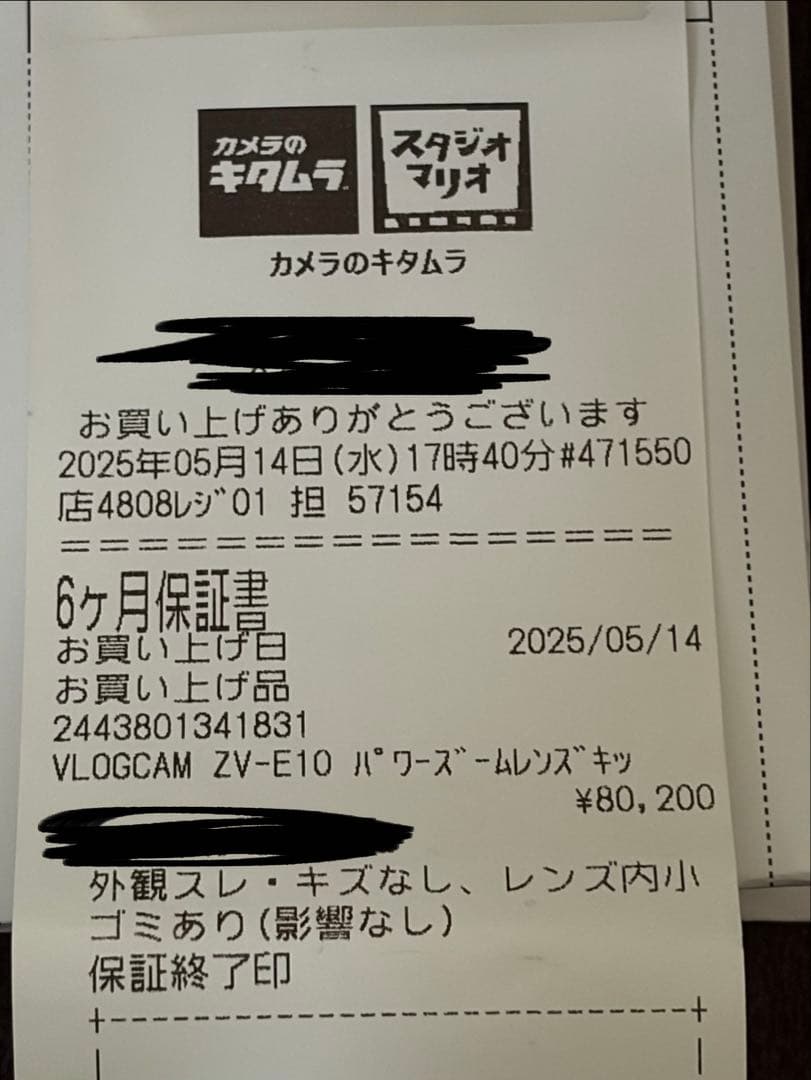 カメラの
キタムラ
スタジオ
マリオ
カメラのキタムラ
お買い上げありがとうございます
2025年05月14日(水)17時40分#471550
店4808ﾚｼﾞ01 担 57154
==================
6ヶ月保証書
お買い上げ日 2025/05/14
お買い上げ品
2443801341831
VLOGCAM ZV-E10 ﾊﾟﾜｰｽﾞｰﾑﾚﾝｽﾞｷｯ
¥80,200
外観スレ・キズなし、レンズ内小
ゴミあり(影響なし)
保証終了印